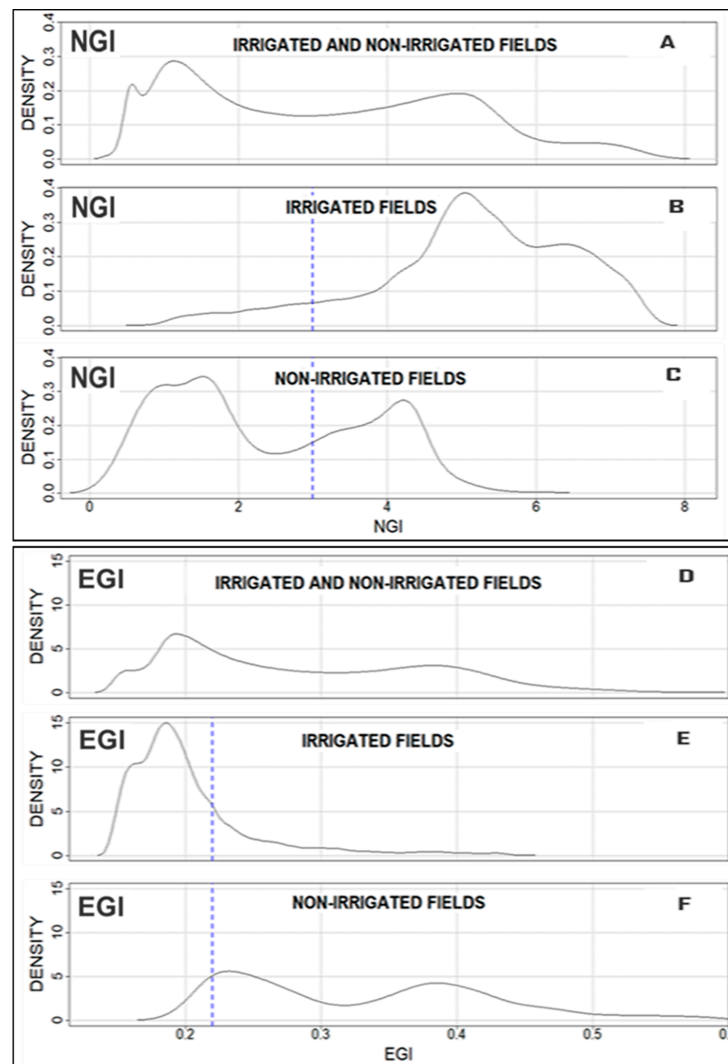 NGI IRRIGATED AND NON-IRRIGATED FIELDS A
DENSITY
0.0 0.1 0.2 0.3 0.4
NGI IRRIGATED FIELDS B
DENSITY
0.0 0.1 0.2 0.3 0.4
NGI NON-IRRIGATED FIELDS C
DENSITY
0.0 0.1 0.2 0.3 0.4
0 2 4 6 8
NGI
EGI IRRIGATED AND NON-IRRIGATED FIELDS D
DENSITY
0 5 10 15
EGI IRRIGATED FIELDS E
DENSITY
0 5 10 15
EGI NON-IRRIGATED FIELDS F
DENSITY
0 5 10 15
0.2 0.3 0.4 0.5
EGI